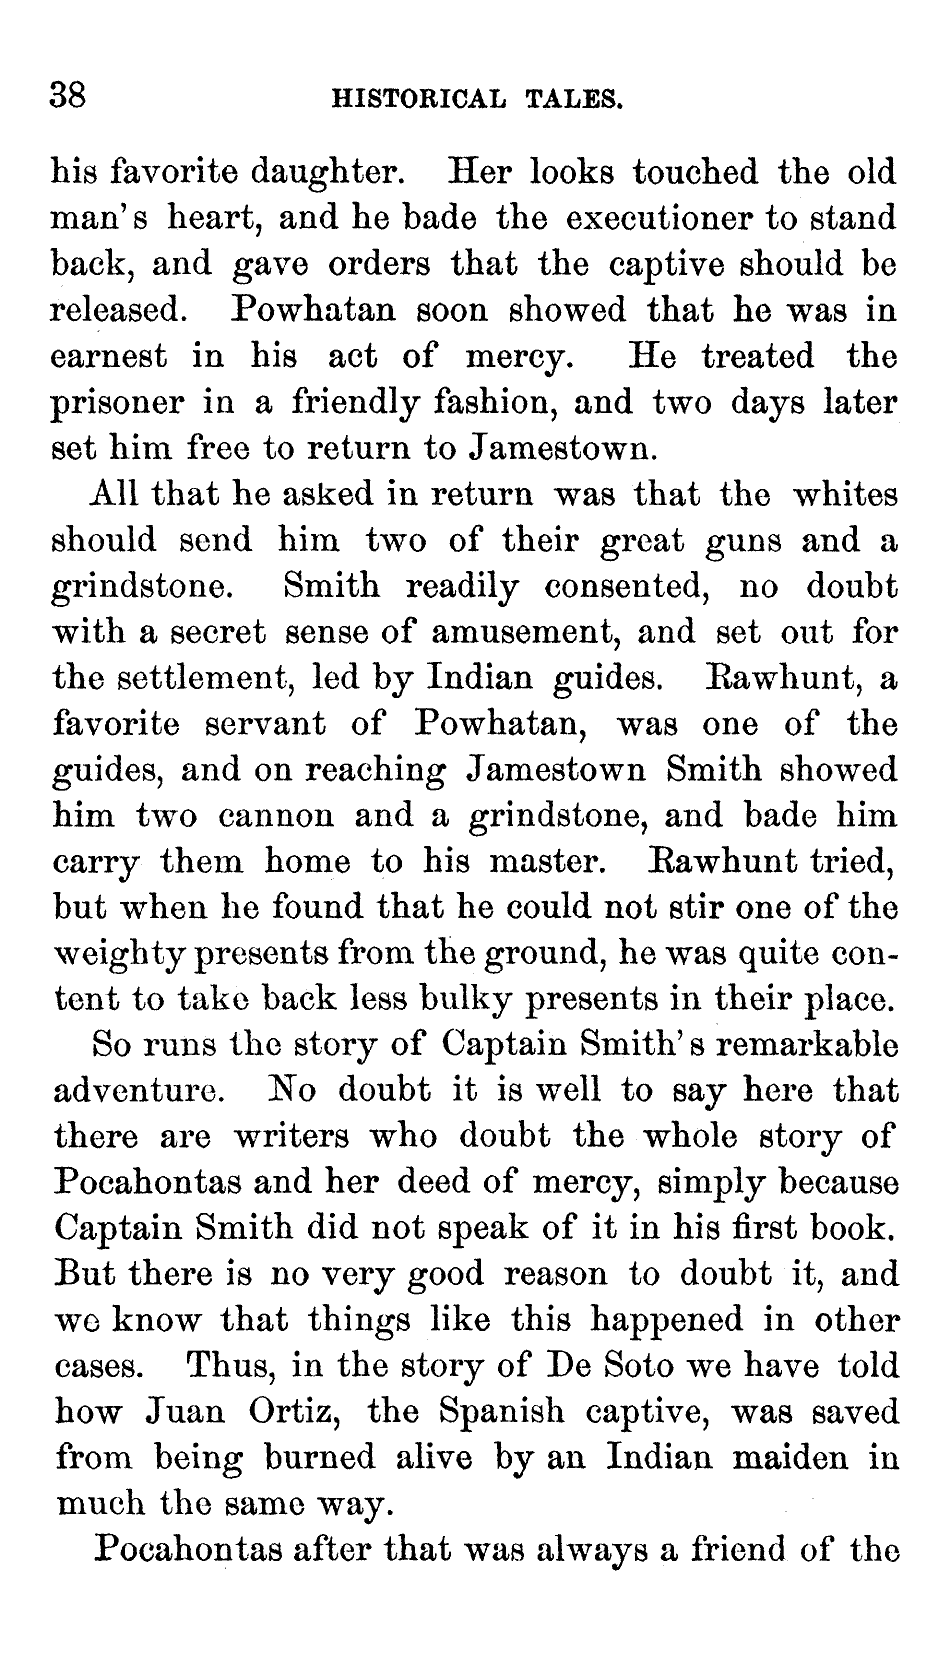 38 HISTORICAL TALES.
his favorite daughter. Her looks touched the old
man's heart, and he bade the executioner to stand
back, and gave orders that the captive should be
released. Powhatan soon showed that he was in
earnest in his act of mercy. He treated the
prisoner in a friendly fashion, and two days later
set him free to return to Jamestown.
All that he asked in return was that the whites
should send him two of their great guns and a
grindstone. Smith readily consented, no doubt
with a secret sense of amusement, and set out for
the settlement, led by Indian guides. Rawhunt, a
favorite servant of Powhatan, was one of the
guides, and on reaching Jamestown Smith showed
him two cannon and a grindstone, and bade him
carry them home to his master. Rawhunt tried,
but when he found that he could not stir one of the
weighty presents from the ground, he was quite con-
tent to take back less bulky presents in their place.
So runs the story of Captain Smith's remarkable
adventure. No doubt it is well to say here that
there are writers who doubt the whole story of
Pocahontas and her deed of mercy, simply because
Captain Smith did not speak of it in his first book.
But there is no very good reason to doubt it, and
we know that things like this happened in other
cases. Thus, in the story of De Soto we have told
how Juan Ortiz, the Spanish captive, was saved
from being burned alive by an Indian maiden in
much the same way.
Pocahontas after that was always a friend of the